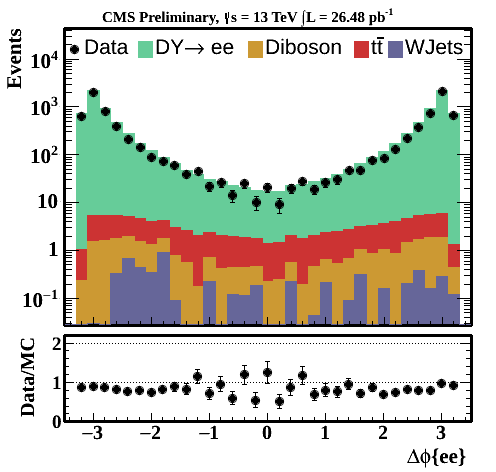 CMS Preliminary, √s = 13 TeV ∫L = 26.48 pb⁻¹
Events
Data DY→ ee Diboson tt̄ WJets
10⁴
10³
10²
10
1
10⁻¹
Data/MC
2
1
0
−3 −2 −1 0 1 2 3
Δϕ{ee}